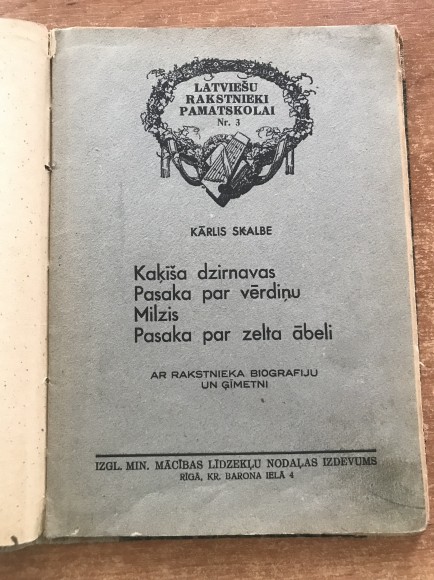 LATVIEŠU
RAKSTNIEKI
PAMATSKOLAI
Nr. 3
KĀRLIS SKALBE
Kaķīša dzirnavas
Pasaka par vērdiņu
Milzis
Pasaka par zelta ābeli
AR RAKSTNIEKA BIOGRAFIJU
UN ĢĪMETNI
IZGL. MIN. MĀCĪBAS LĪDZEKĻU NODAĻAS IZDEVUMS
RĪGĀ, KR. BARONA IELĀ 4